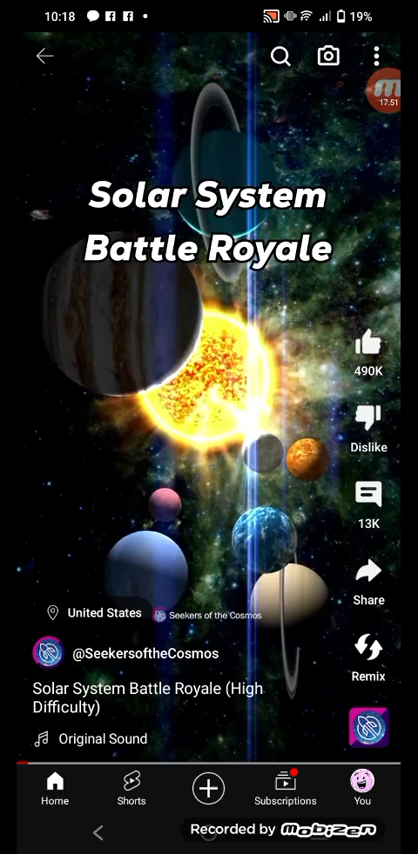 10:18
19%
17:51
Solar System
Battle Royale
490K
Dislike
13K
Share
Remix
United States
Seekers of the Cosmos
@SeekersoftheCosmos
Solar System Battle Royale (High
Difficulty)
Original Sound
Home
Shorts
Subscriptions
You
Recorded by MOBIZEN